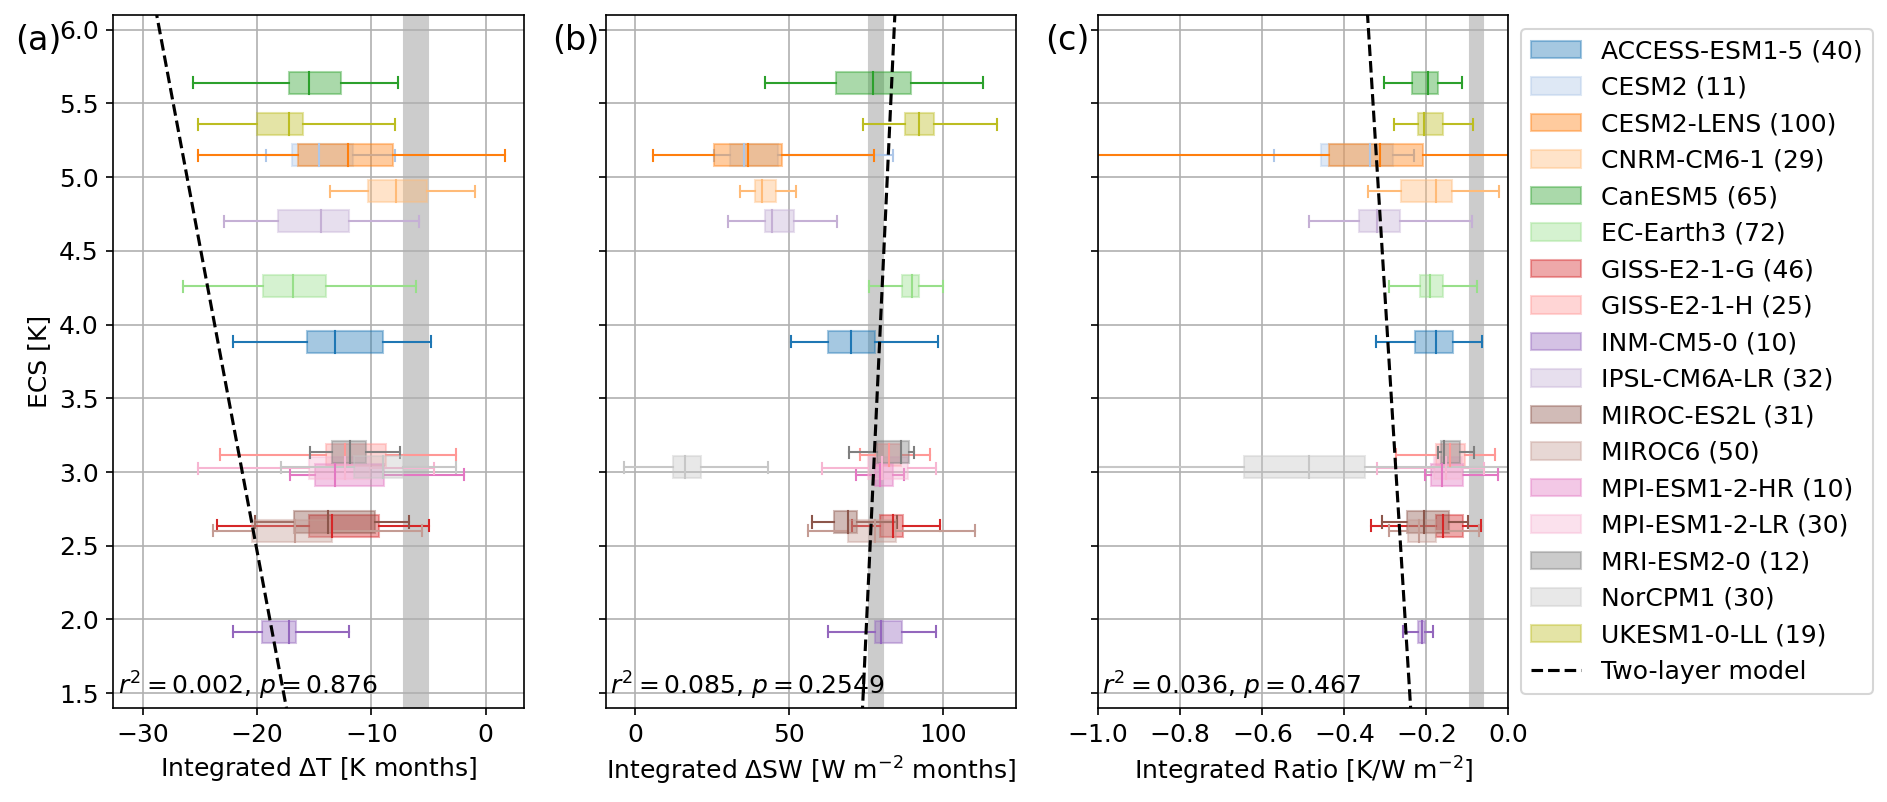 (a)
6.0
5.5
5.0
4.5
4.0
3.5
3.0
2.5
2.0
1.5
ECS [K]
r² = 0.002, p = 0.876
−30 −20 −10 0
Integrated ΔT [K months]
(b)
r² = 0.085, p = 0.2549
0 50 100
Integrated ΔSW [W m⁻² months]
(c)
r² = 0.036, p = 0.467
−1.0 −0.8 −0.6 −0.4 −0.2 0.0
Integrated Ratio [K/W m⁻²]
ACCESS-ESM1-5 (40)
CESM2 (11)
CESM2-LENS (100)
CNRM-CM6-1 (29)
CanESM5 (65)
EC-Earth3 (72)
GISS-E2-1-G (46)
GISS-E2-1-H (25)
INM-CM5-0 (10)
IPSL-CM6A-LR (32)
MIROC-ES2L (31)
MIROC6 (50)
MPI-ESM1-2-HR (10)
MPI-ESM1-2-LR (30)
MRI-ESM2-0 (12)
NorCPM1 (30)
UKESM1-0-LL (19)
Two-layer model